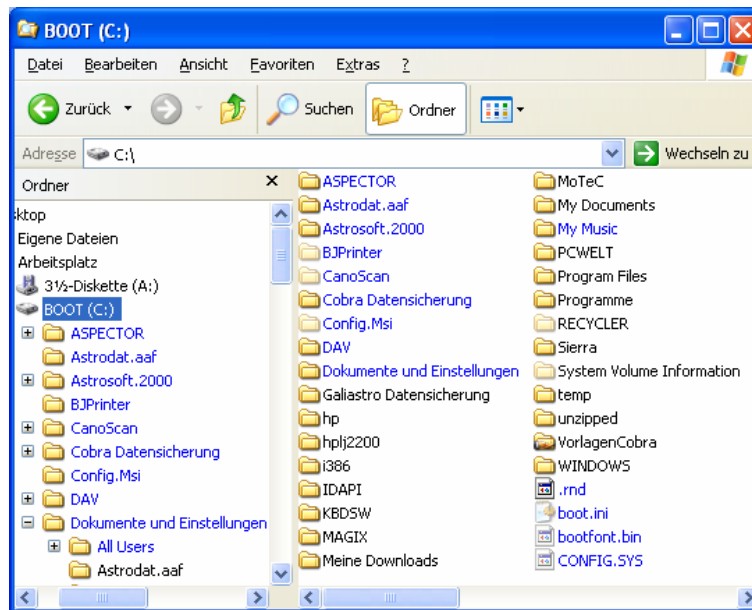 BOOT (C:)
Datei Bearbeiten Ansicht Favoriten Extras ?
Zurück Suchen Ordner
Adresse C:\ Wechseln zu
Ordner
sktop
Eigene Dateien
Arbeitsplatz
3½-Diskette (A:)
BOOT (C:)
ASPECTOR
Astrodat.aaf
Astrosoft.2000
BJPrinter
CanoScan
Cobra Datensicherung
Config.Msi
DAV
Dokumente und Einstellungen
All Users
Astrodat.aaf
ASPECTOR
Astrodat.aaf
Astrosoft.2000
BJPrinter
CanoScan
Cobra Datensicherung
Config.Msi
DAV
Dokumente und Einstellungen
Galiastro Datensicherung
hp
hplj2200
i386
IDAPI
KBDSW
MAGIX
Meine Downloads
MoTeC
My Documents
My Music
PCWELT
Program Files
Programme
RECYCLER
Sierra
System Volume Information
temp
unzipped
VorlagenCobra
WINDOWS
.rnd
boot.ini
bootfont.bin
CONFIG.SYS